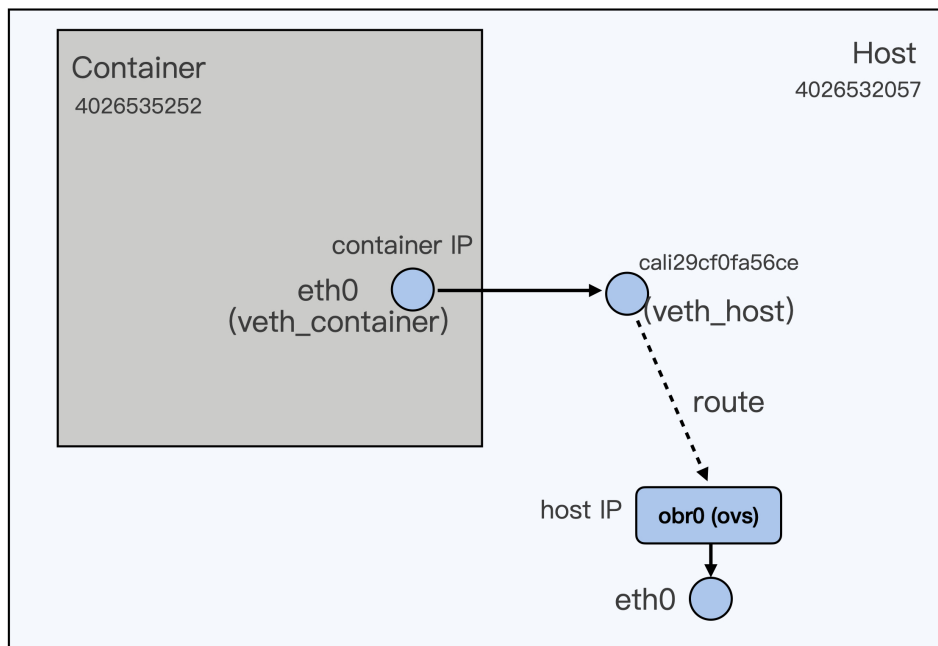 Container
4026535252
Host
4026532057
container IP
eth0
(veth_container)
cali29cf0fa56ce
(veth_host)
route
host IP
obr0 (ovs)
eth0